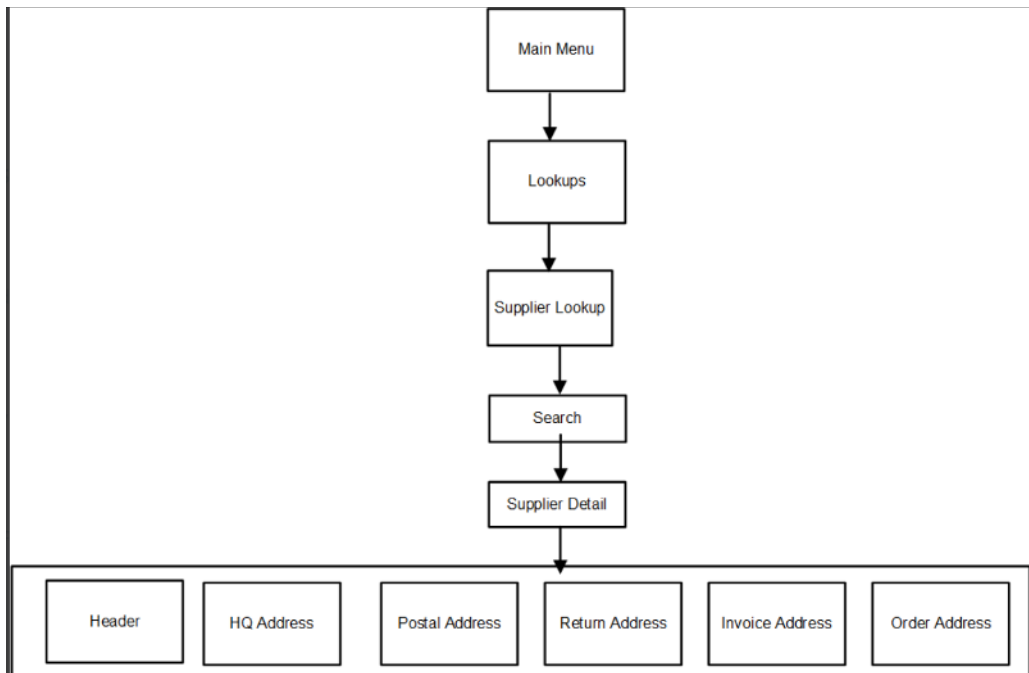 Main Menu
Lookups
Supplier Lookup
Search
Supplier Detail
Header
HQ Address
Postal Address
Return Address
Invoice Address
Order Address